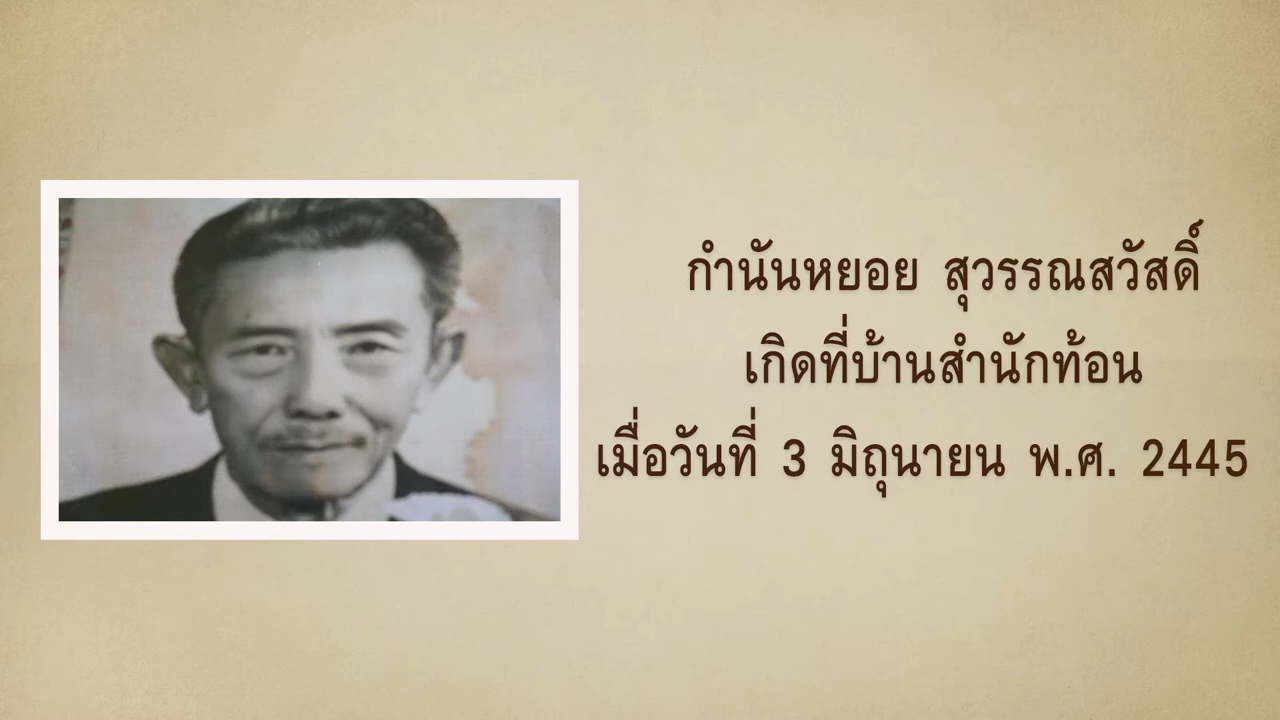 กำนันหยอย สุวรรณสวัสดิ์
เกิดที่บ้านสำนักท้อน
เมื่อวันที่ 3 มิถุนายน พ.ศ. 2445